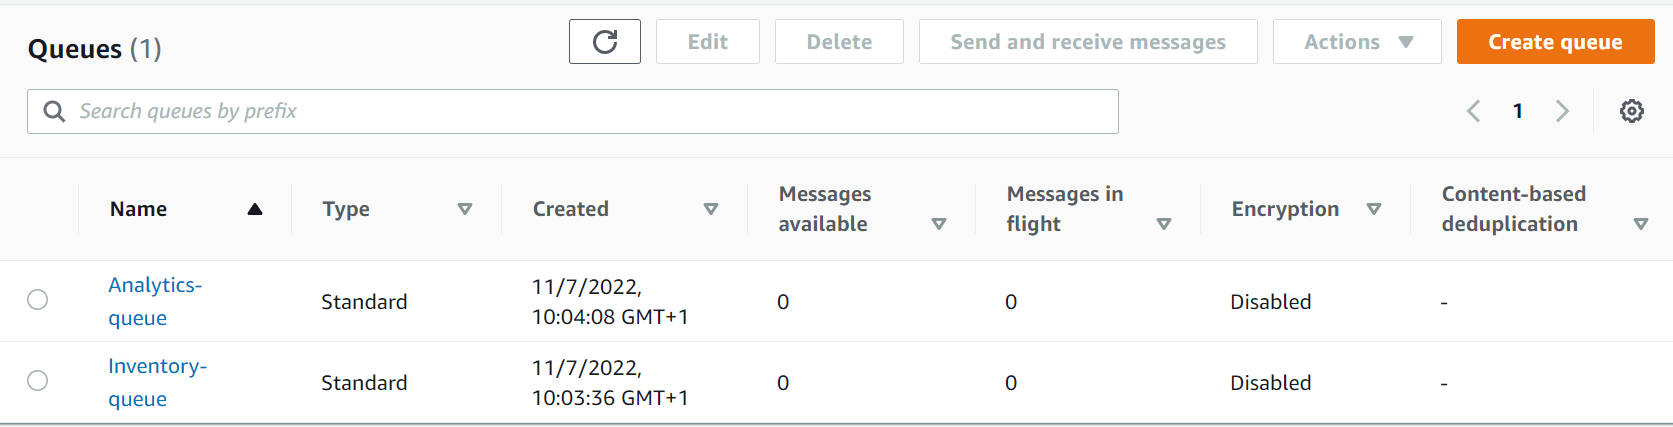 Queues (1)
Edit
Delete
Send and receive messages
Actions
Create queue
Search queues by prefix
1
Name
Type
Created
Messages
available
Messages in
flight
Encryption
Content-based
deduplication
Analytics-
queue
Standard
11/7/2022,
10:04:08 GMT+1
0
0
Disabled
-
Inventory-
queue
Standard
11/7/2022,
10:03:36 GMT+1
0
0
Disabled
-